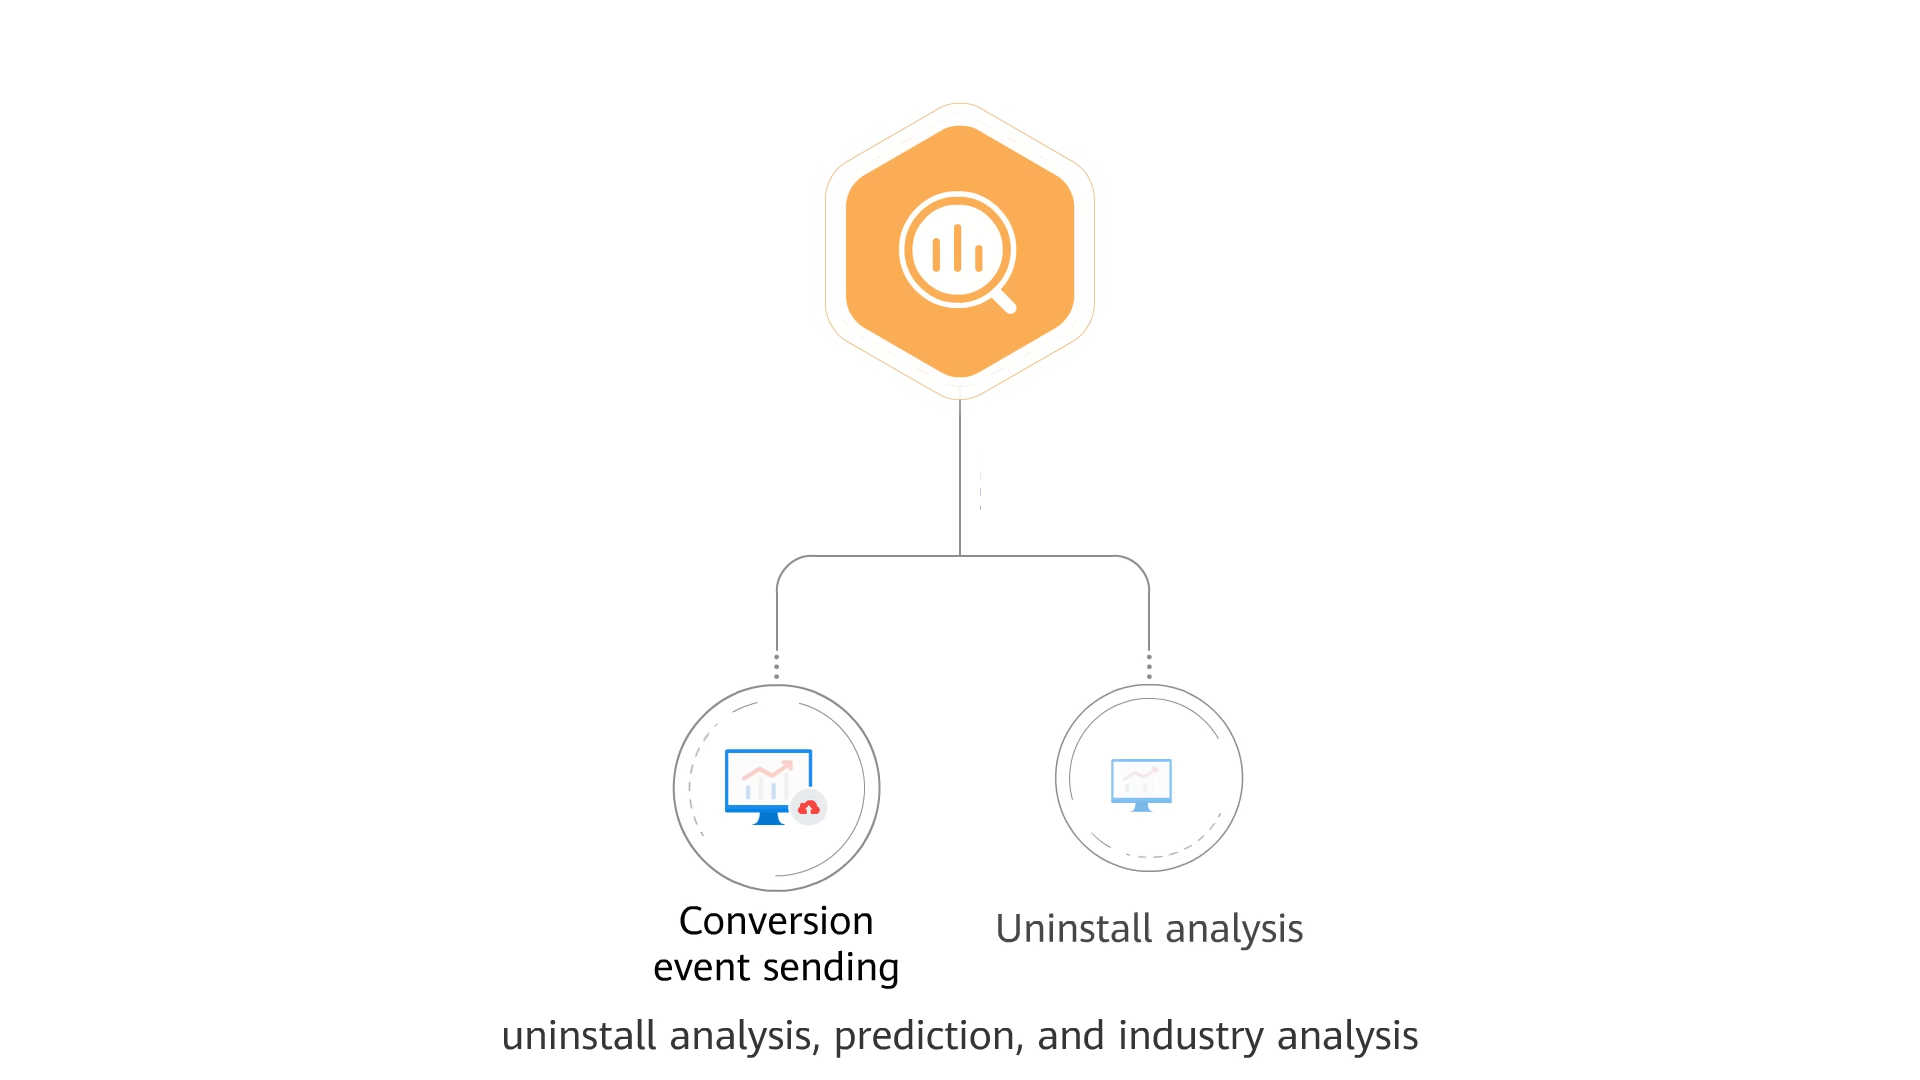 Conversion
event sending
Uninstall analysis
uninstall analysis, prediction, and industry analysis